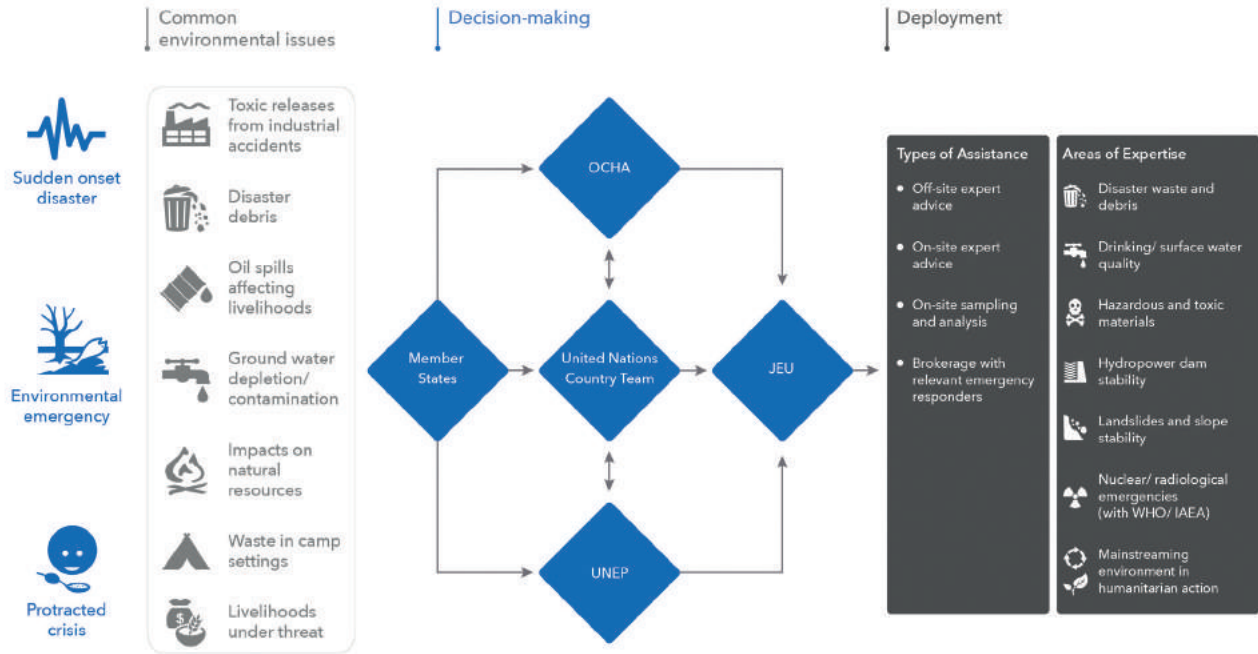 Common
environmental issues
Decision-making
Deployment
Sudden onset
disaster
Environmental
emergency
Protracted
crisis
Toxic releases
from industrial
accidents
Disaster
debris
Oil spills
affecting
livelihoods
Ground water
depletion/
contamination
Impacts on
natural
resources
Waste in camp
settings
$
Livelihoods
under threat
OCHA
Member
States
United Nations
Country Team
JEU
UNEP
Types of Assistance
Off-site expert
advice
On-site expert
advice
On-site sampling
and analysis
Brokerage with
relevant emergency
responders
Areas of Expertise
Disaster waste and
debris
Drinking/ surface water
quality
Hazardous and toxic
materials
Hydropower dam
stability
Landslides and slope
stability
Nuclear/ radiological
emergencies
(with WHO/ IAEA)
Mainstreaming
environment in
humanitarian action